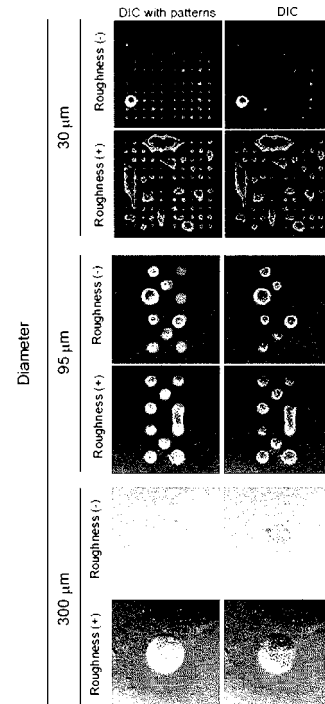 DIC with patterns
DIC
Diameter
30 μm
Roughness (-)
Roughness (+)
95 μm
Roughness (-)
Roughness (+)
300 μm
Roughness (-)
Roughness (+)